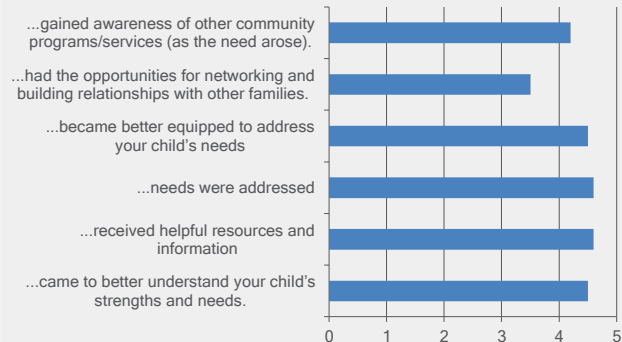 ...gained awareness of other community
programs/services (as the need arose).
...had the opportunities for networking and
building relationships with other families.
...became better equipped to address
your child's needs
...needs were addressed
...received helpful resources and
information
...came to better understand your child's
strengths and needs.
0 1 2 3 4 5